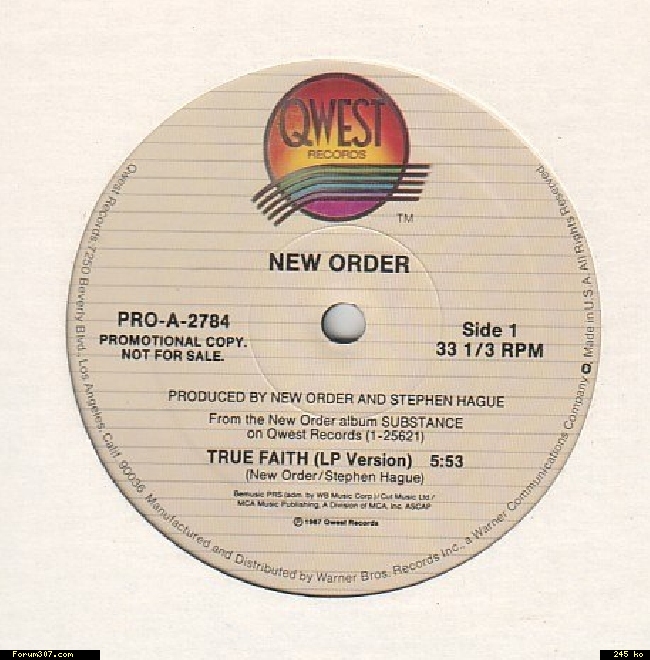 QWEST
RECORDS
TM
NEW ORDER
PRO-A-2784
PROMOTIONAL COPY.
NOT FOR SALE.
Side 1
33 1/3 RPM
PRODUCED BY NEW ORDER AND STEPHEN HAGUE
From the New Order album SUBSTANCE
on Qwest Records (1-25621)
TRUE FAITH (LP Version) 5:53
(New Order/Stephen Hague)
Bemusic PRS (adm. by WB Music Corp.)/Cut Music Ltd./
MCA Music Publishing, A Division of MCA, Inc. ASCAP
℗ 1987 Qwest Records
Qwest Records, 7250 Beverly Blvd., Los Angeles, Calif. 90036. Manufactured and Distributed by Warner Bros. Records Inc., a Warner Communications Company. Made in U.S.A. All Rights Reserved.
Forum307.com
245 ko